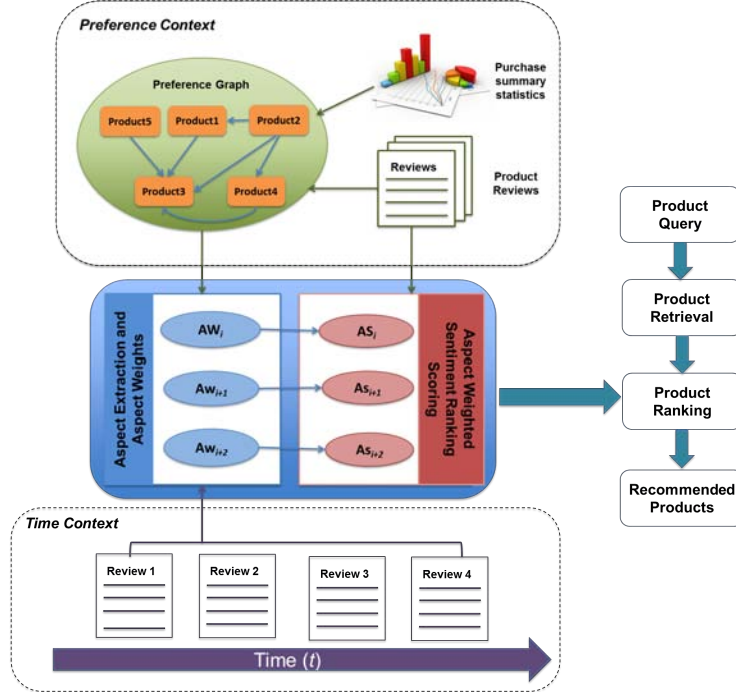 Preference Context
Preference Graph
Purchase
summary
statistics
Product5
Product1
Product2
Product3
Product4
Reviews
Product
Reviews
Product
Query
Product
Retrieval
Product
Ranking
Recommended
Products
Aspect Extraction and
Aspect Weights
AWi
Awi+1
Awi+2
ASi
Asi+1
Asi+2
Aspect Weighted
Sentiment Ranking
Scoring
Time Context
Review 1
Review 2
Review 3
Review 4
Time (t)